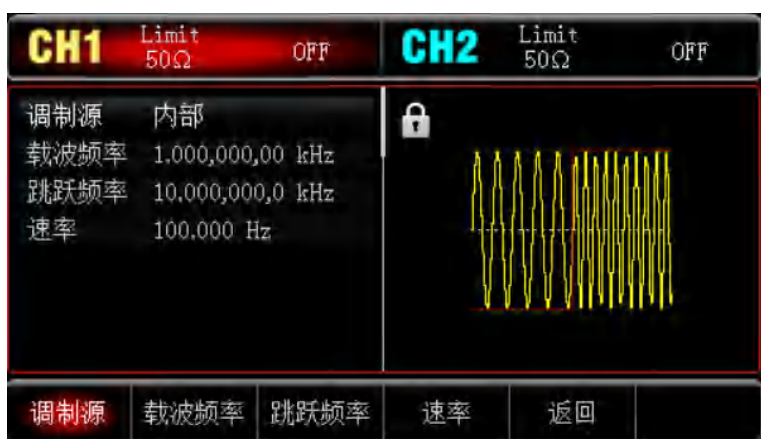 CH1 Limit 50Ω OFF
CH2 Limit 50Ω OFF
调制源 内部
载波频率 1.000,000,00 kHz
跳跃频率 10.000,000,0 kHz
速率 100.000 Hz
调制源 载波频率 跳跃频率 速率 返回